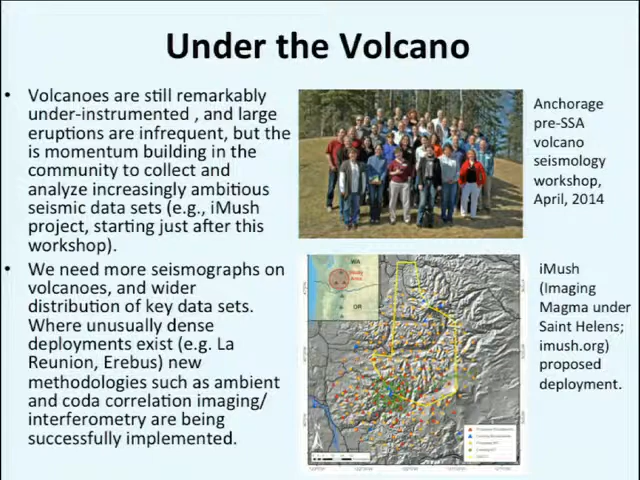 Under the Volcano
• Volcanoes are still remarkably
under-instrumented , and large
eruptions are infrequent, but the
is momentum building in the
community to collect and
analyze increasingly ambitious
seismic data sets (e.g., iMush
project, starting just after this
workshop).
• We need more seismographs on
volcanoes, and wider
distribution of key data sets.
Where unusually dense
deployments exist (e.g. La
Reunion, Erebus) new
methodologies such as ambient
and coda correlation imaging/
interferometry are being
successfully implemented.
Anchorage
pre-SSA
volcano
seismology
workshop,
April, 2014
WA
Study
Area
OR
iMush
(Imaging
Magma under
Saint Helens;
imush.org)
proposed
deployment.